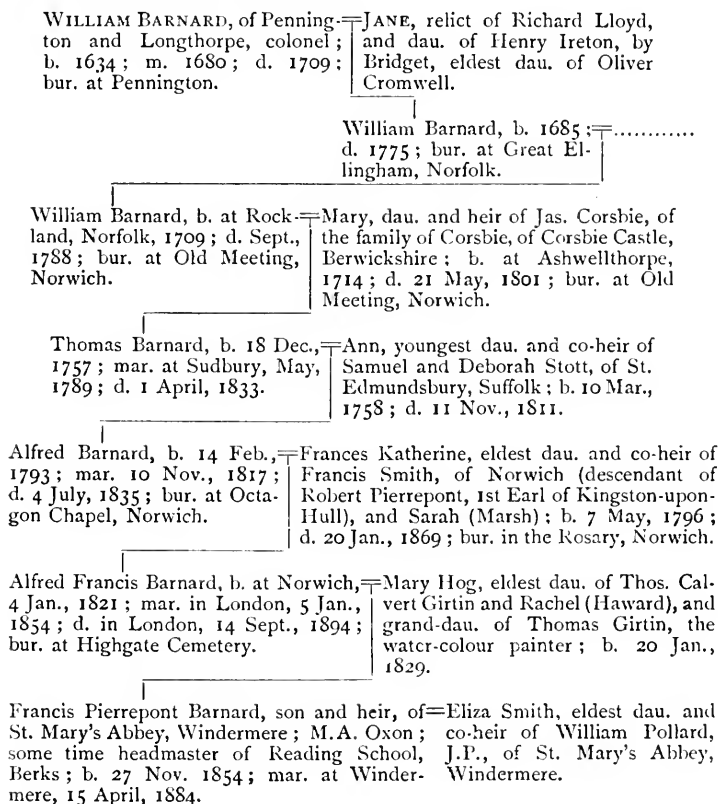 WILLIAM BARNARD, of Penning-
ton and Longthorpe, colonel;
b. 1634; m. 1680; d. 1709;
bur. at Pennington.
JANE, relict of Richard Lloyd,
and dau. of Henry Ireton, by
Bridget, eldest dau. of Oliver
Cromwell.
William Barnard, b. 1685;............
d. 1775; bur. at Great El-
lingham, Norfolk.
William Barnard, b. at Rock-
land, Norfolk, 1709; d. Sept.,
1788; bur. at Old Meeting,
Norwich.
Mary, dau. and heir of Jas. Corsbie, of
the family of Corsbie, of Corsbie Castle,
Berwickshire; b. at Ashwellthorpe,
1714; d. 21 May, 1801; bur. at Old
Meeting, Norwich.
Thomas Barnard, b. 18 Dec.,
1757; mar. at Sudbury, May,
1789; d. 1 April, 1833.
Ann, youngest dau. and co-heir of
Samuel and Deborah Stott, of St.
Edmundsbury, Suffolk; b. 10 Mar.,
1758; d. 11 Nov., 1811.
Alfred Barnard, b. 14 Feb.,
1793; mar. 10 Nov., 1817;
d. 4 July, 1835; bur. at Octa-
gon Chapel, Norwich.
Frances Katherine, eldest dau. and co-heir of
Francis Smith, of Norwich (descendant of
Robert Pierrepont, 1st Earl of Kingston-upon-
Hull), and Sarah (Marsh); b. 7 May, 1796;
d. 20 Jan., 1869; bur. in the Rosary, Norwich.
Alfred Francis Barnard, b. at Norwich,
4 Jan., 1821; mar. in London, 5 Jan.,
1854; d. in London, 14 Sept., 1894;
bur. at Highgate Cemetery.
Mary Hog, eldest dau. of Thos. Cal-
vert Girtin and Rachel (Haward), and
grand-dau. of Thomas Girtin, the
water-colour painter; b. 20 Jan.,
1829.
Francis Pierrepont Barnard, son and heir, of
St. Mary's Abbey, Windermere; M.A. Oxon;
some time headmaster of Reading School,
Berks; b. 27 Nov. 1854; mar. at Winder-
mere, 15 April, 1884.
Eliza Smith, eldest dau. and
co-heir of William Pollard,
J.P., of St. Mary's Abbey,
Windermere.